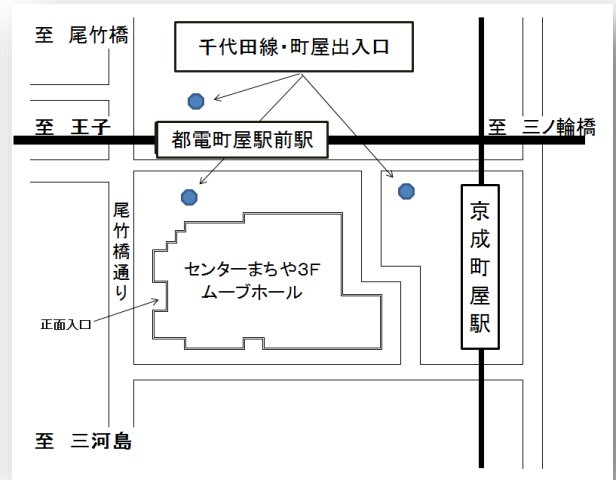 至 尾竹橋
千代田線・町屋出入口
至 王子
都電町屋駅前駅
至 三ノ輪橋
尾竹橋通り
センターまちや3F
ムーブホール
京成町屋駅
正面入口
至 三河島